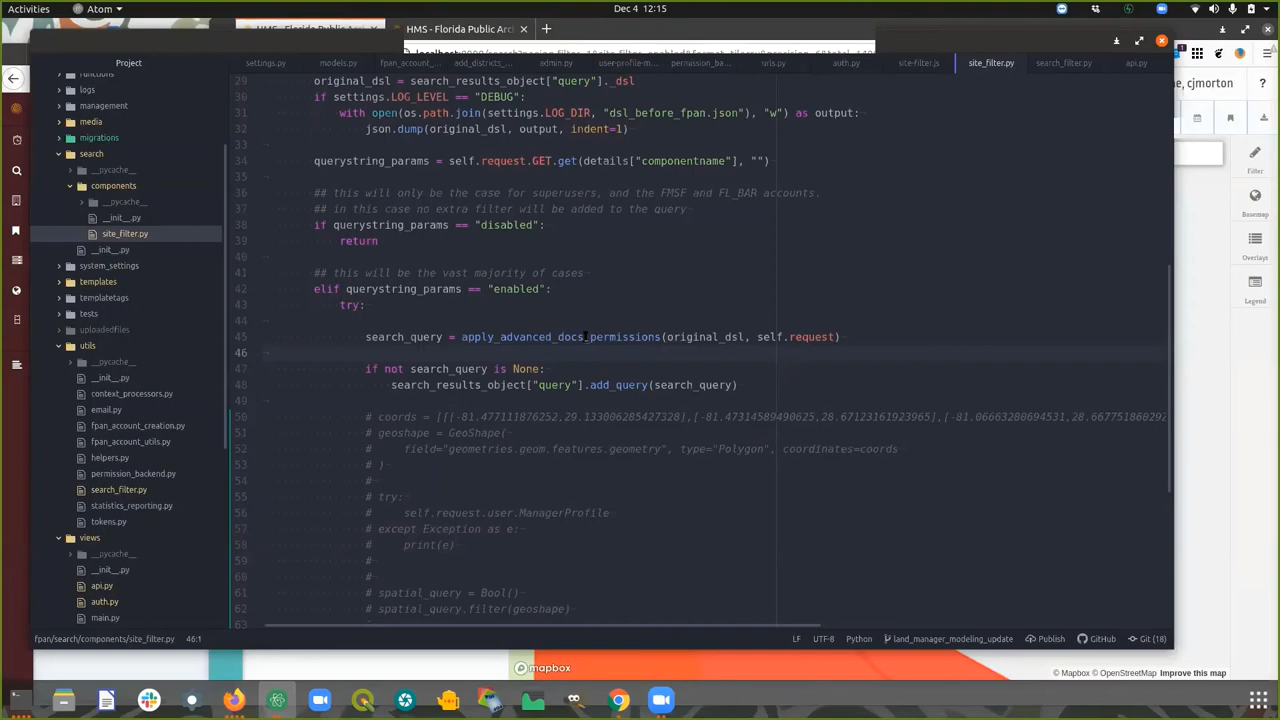 Activities
Atom
Dec 4 12:15
en
HMS - Florida Public Arc
HMS - Florida Public Arc
cjmorton
Project
settings.py
models.py
fpan_account_
add_districts_
admin.py
user-profile-m...
permission_ba...
urls.py
auth.py
site-filter.js
site_filter.py
search_filter.py
api.py
functions
logs
management
media
migrations
search
__pycache__
components
__pycache__
__init__.py
site_filter.py
__init__.py
system_settings
templates
templatetags
tests
uploadedfiles
utils
__pycache__
__init__.py
context_processors.py
email.py
fpan_account_creation.py
fpan_account_utils.py
helpers.py
permission_backend.py
search_filter.py
statistics_reporting.py
tokens.py
views
__pycache__
__init__.py
api.py
auth.py
main.py
29 original_dsl = search_results_object["query"]._dsl
30 if settings.LOG_LEVEL == "DEBUG":
31 with open(os.path.join(settings.LOG_DIR, "dsl_before_fpan.json"), "w") as output:
32 json.dump(original_dsl, output, indent=1)
33
34 querystring_params = self.request.GET.get(details["componentname"], "")
35
36 ## this will only be the case for superusers, and the FMSF and FL_BAR accounts.
37 ## in this case no extra filter will be added to the query
38 if querystring_params == "disabled":
39 return
40
41 ## this will be the vast majority of cases
42 elif querystring_params == "enabled":
43 try:
44
45 search_query = apply_advanced_docs_permissions(original_dsl, self.request)
46
47 if not search_query is None:
48 search_results_object["query"].add_query(search_query)
49
50 # coords = [[[-81.477111876252,29.133006285427328],[-81.47314589490625,28.67123161923965],[-81.06663280694531,28.667751860292
51 # geoshape = GeoShape(
52 # field="geometries.geom.features.geometry", type="Polygon", coordinates=coords
53 # )
54 #
55 # try:
56 # self.request.user.ManagerProfile
57 # except Exception as e:
58 # print(e)
59 #
60 #
61 # spatial_query = Bool()
62 # spatial_query.filter(geoshape)
63
Filter
Basemap
Overlays
Legend
fpan/search/components/site_filter.py 46:1
LF
UTF-8
Python
land_manager_modeling_update
Publish
GitHub
Git (18)
mapbox
© Mapbox © OpenStreetMap Improve this map